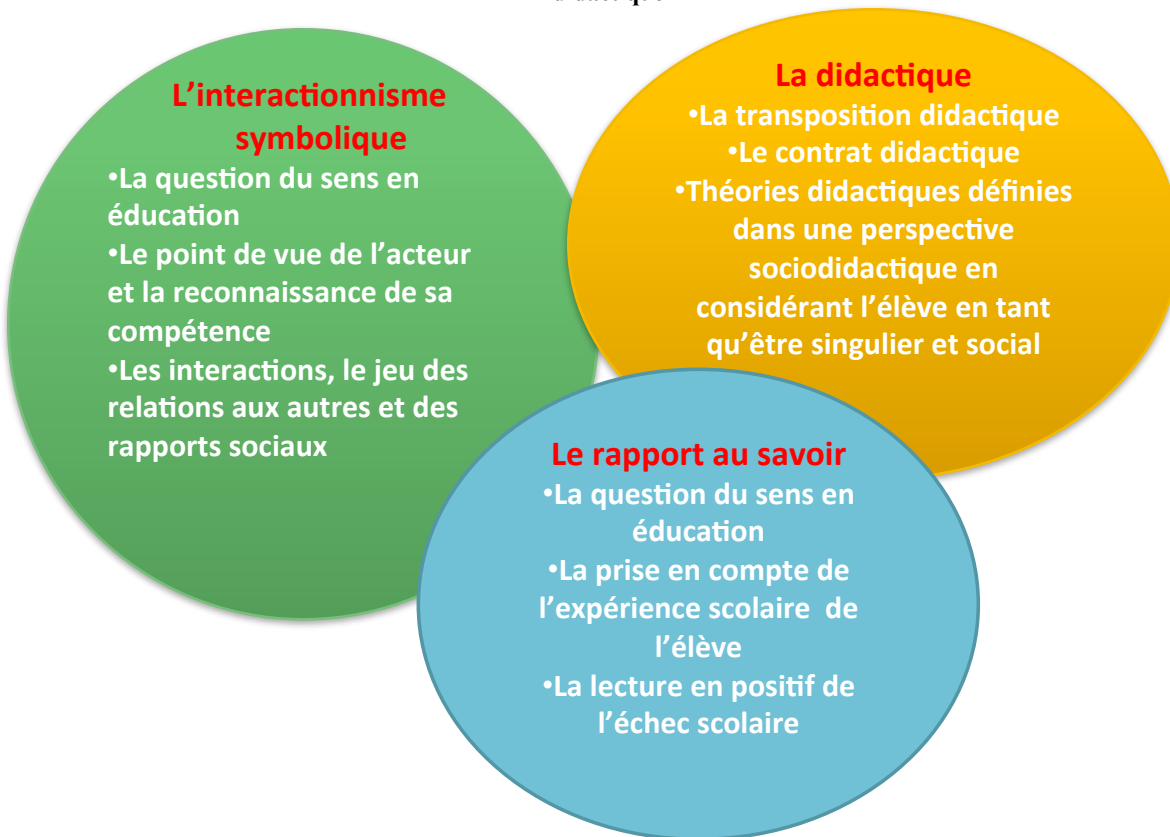 didactique
L’interactionnisme
symbolique
•La question du sens en
éducation
•Le point de vue de l’acteur
et la reconnaissance de sa
compétence
•Les interactions, le jeu des
relations aux autres et des
rapports sociaux
La didactique
•La transposition didactique
•Le contrat didactique
•Théories didactiques définies
dans une perspective
sociodidactique en
considérant l’élève en tant
qu’être singulier et social
Le rapport au savoir
•La question du sens en
éducation
•La prise en compte de
l’expérience scolaire de
l’élève
•La lecture en positif de
l’échec scolaire